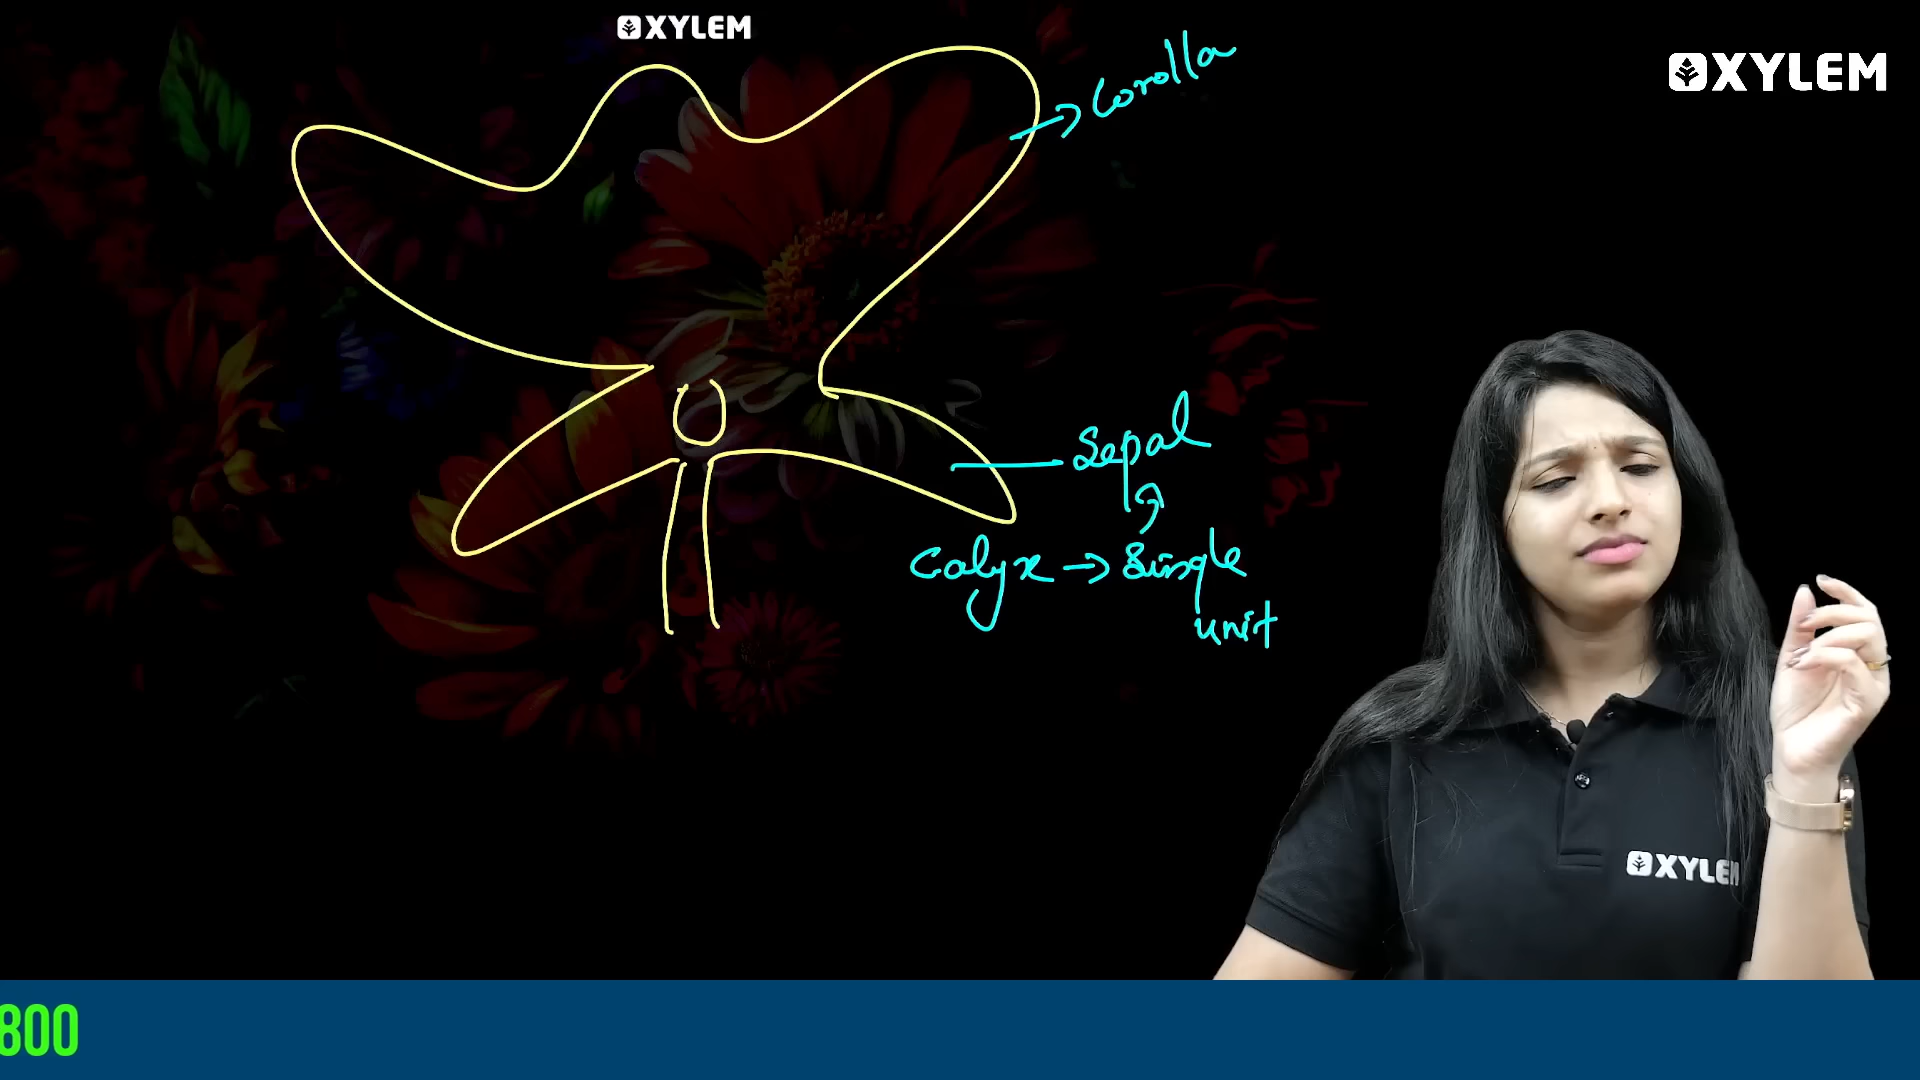 XYLEM
XYLEM
→ Corolla
Sepal
Calyx → Single
unit
XYLEM
800